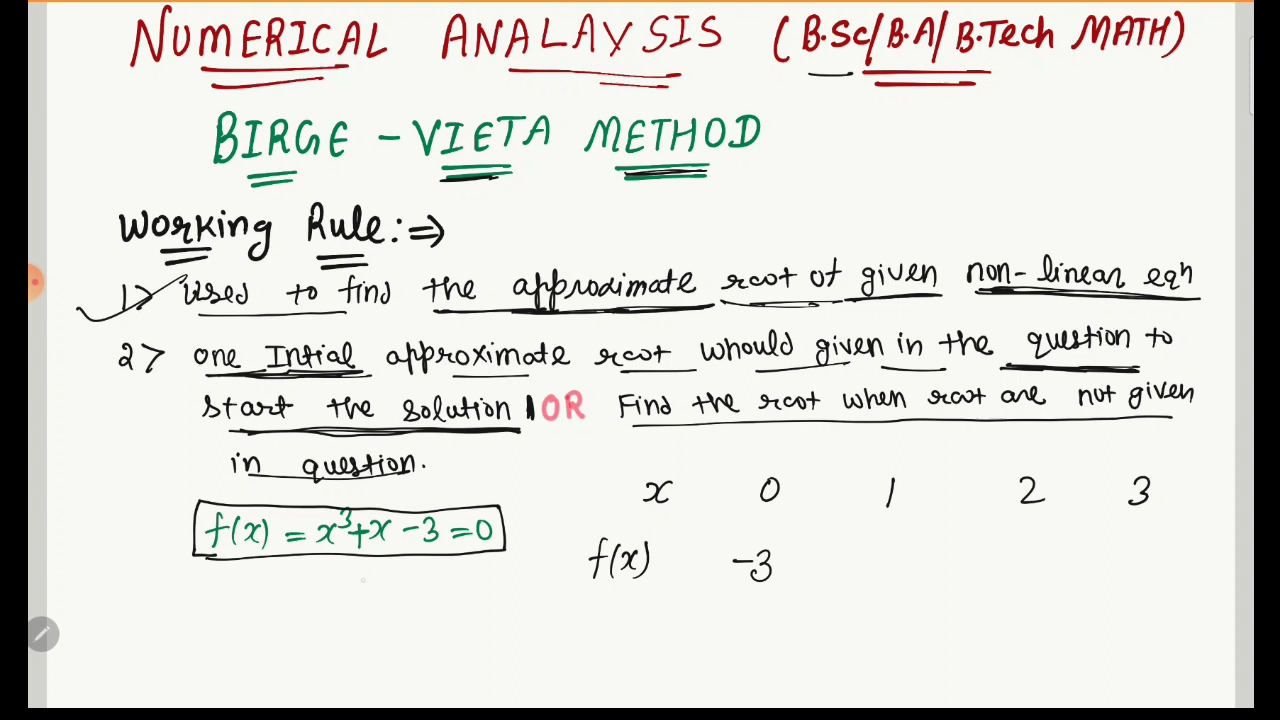 NUMERICAL ANALAYSIS (B.Sc/B.A/B.Tech MATH)
BIRGE - VIETA METHOD
Working Rule:⇒
1> Used to find the approximate root of given non-linear eqn
2> one Intial approximate root whould given in the question to
start the solution | OR Find the root when root are not given
in question.
x 0 1 2 3
f(x) = x³+x-3=0
f(x) -3